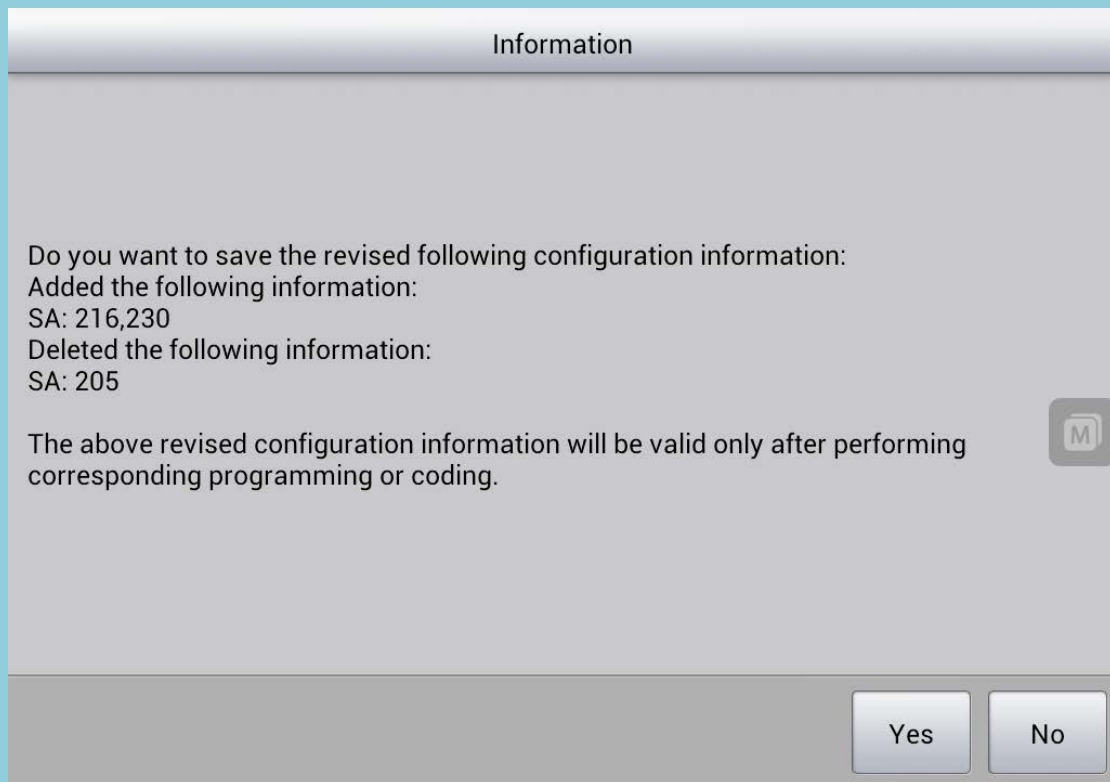 Information
Do you want to save the revised following configuration information:
Added the following information:
SA: 216,230
Deleted the following information:
SA: 205
The above revised configuration information will be valid only after performing
corresponding programming or coding.
M
Yes
No